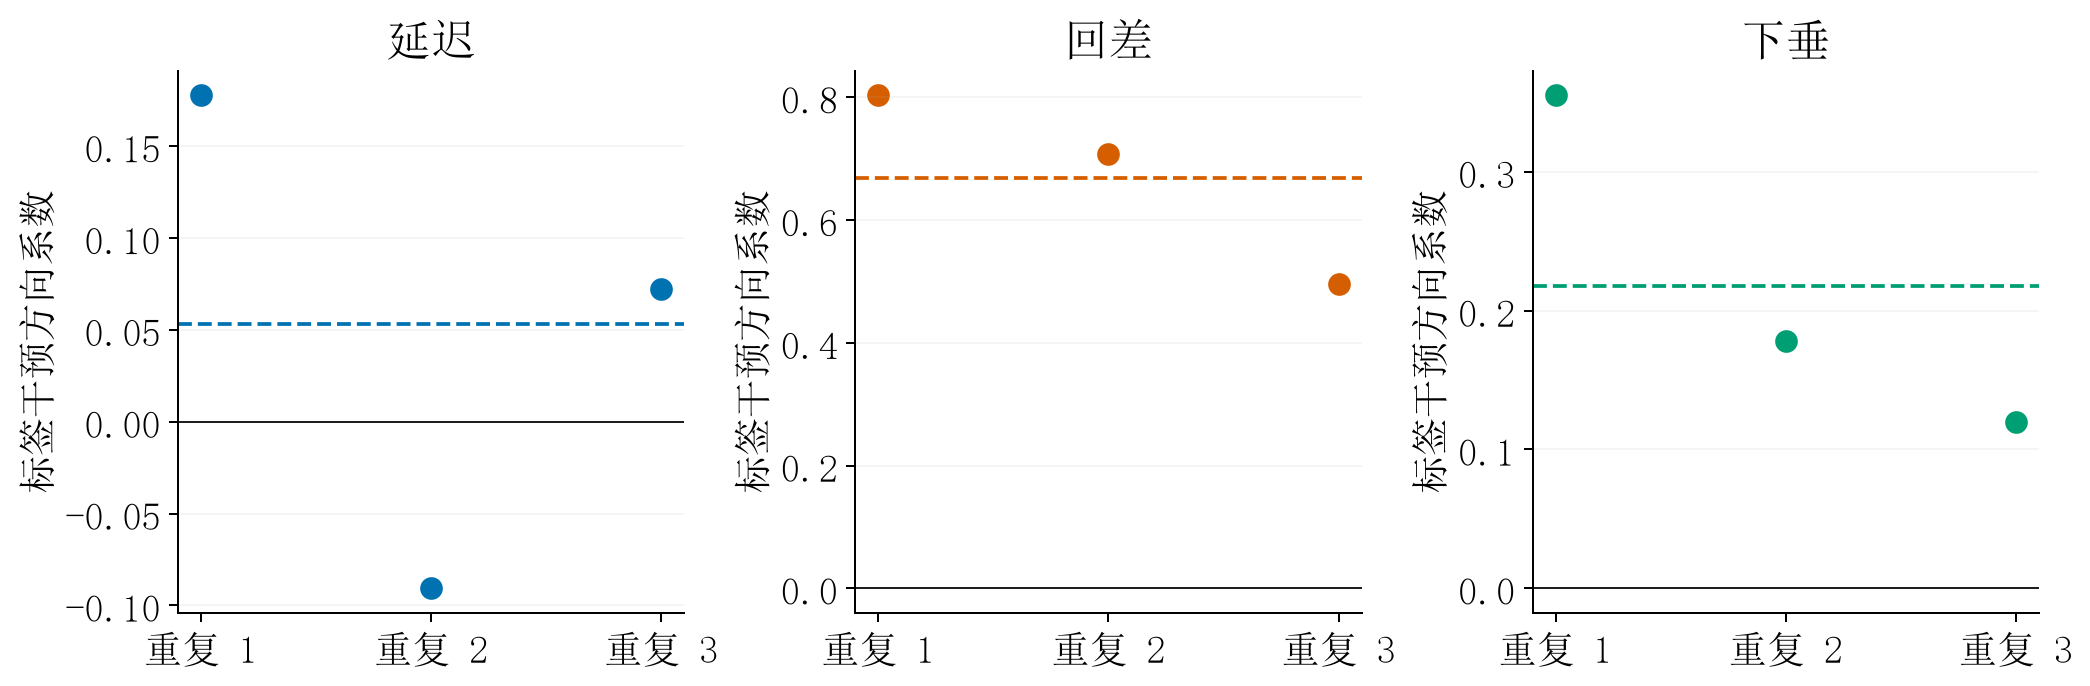 延迟
标签干预方向系数
0.15
0.10
0.05
0.00
−0.05
−0.10
重复 1
重复 2
重复 3
回差
标签干预方向系数
0.8
0.6
0.4
0.2
0.0
重复 1
重复 2
重复 3
下垂
标签干预方向系数
0.3
0.2
0.1
0.0
重复 1
重复 2
重复 3